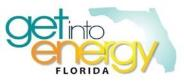 get into
energy
FLORIDA